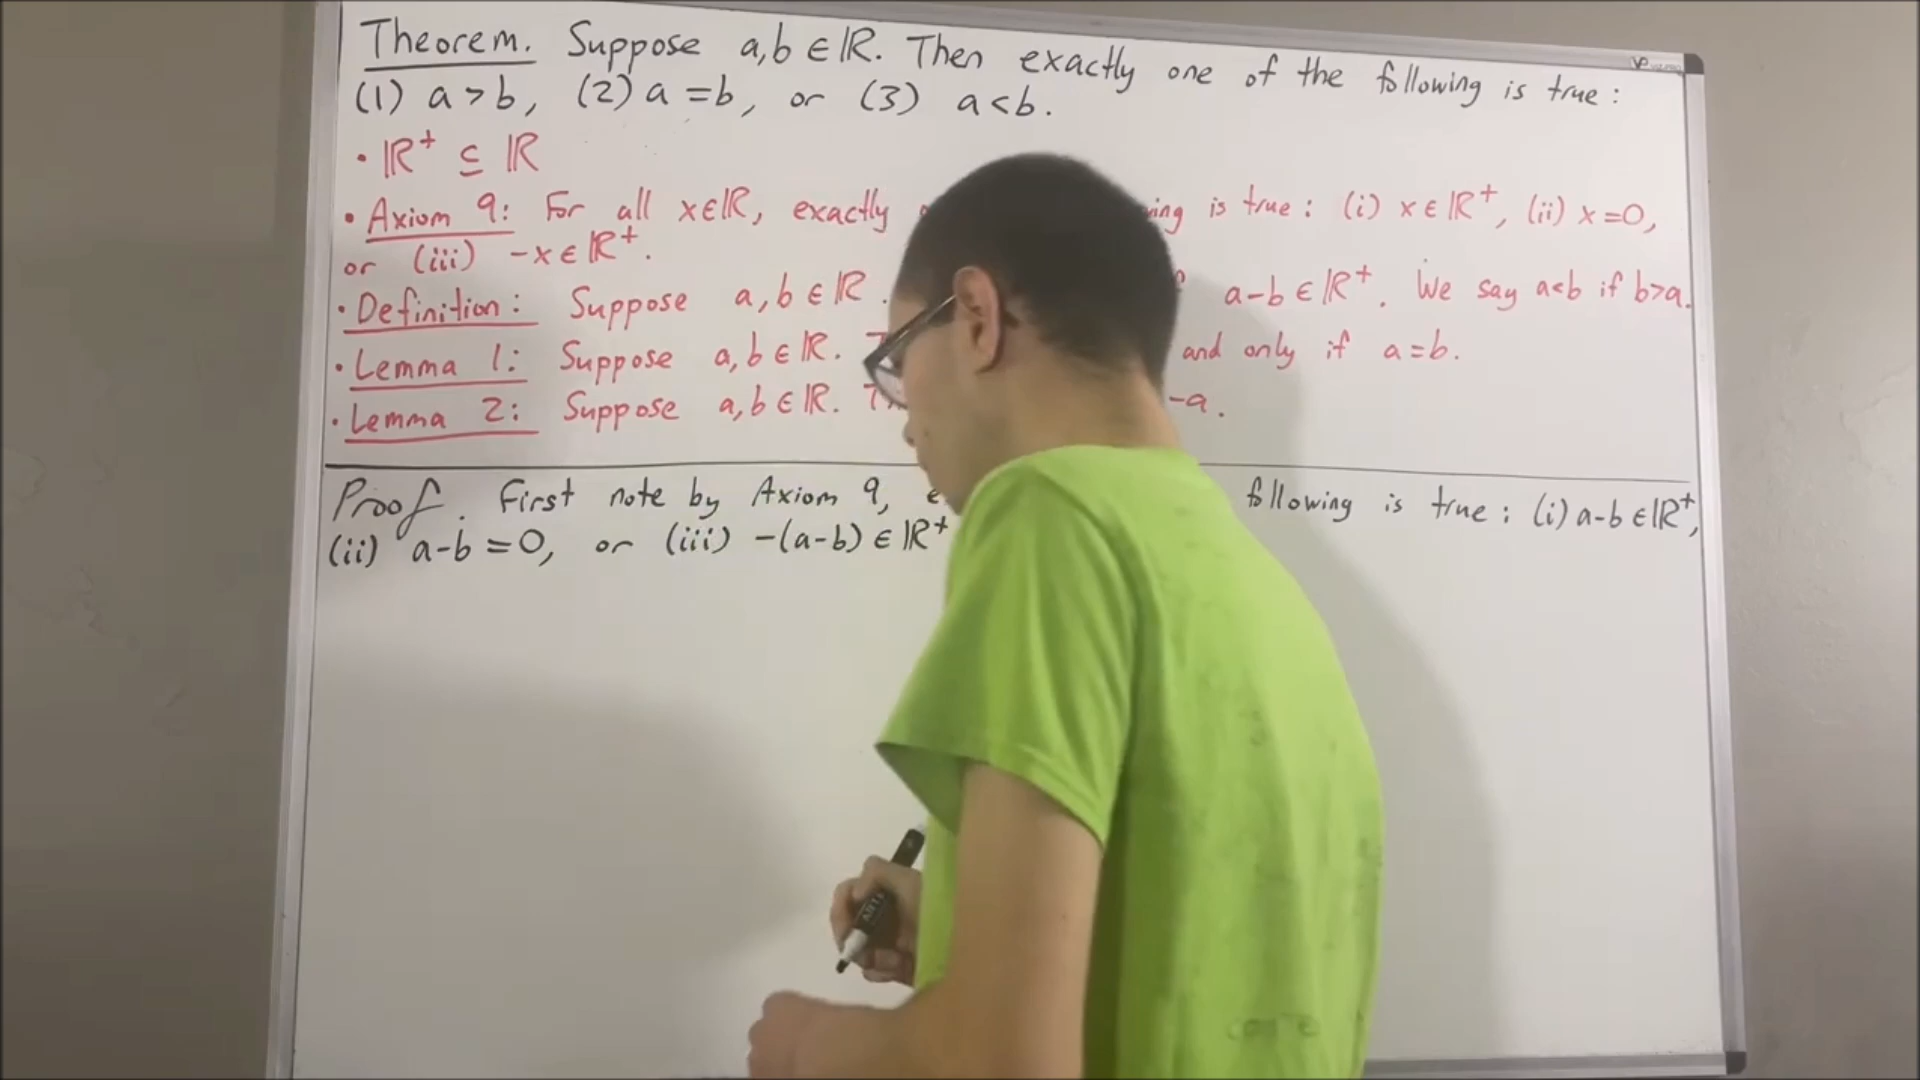 Theorem. Suppose a,b ∈ ℝ. Then exactly one of the following is true:
(1) a > b, (2) a = b, or (3) a < b.
• ℝ⁺ ⊆ ℝ
• Axiom 9: For all x∈ℝ, exactly is true: (i) x ∈ ℝ⁺, (ii) x = 0,
or (iii) -x ∈ ℝ⁺.
• Definition: Suppose a, b ∈ ℝ. a-b ∈ ℝ⁺. We say a<b if b>a.
• Lemma 1: Suppose a, b ∈ ℝ. and only if a = b.
• Lemma 2: Suppose a, b ∈ ℝ. -a.
Proof. First note by Axiom 9, following is true: (i) a-b ∈ ℝ⁺,
(ii) a-b = 0, or (iii) -(a-b) ∈ ℝ⁺